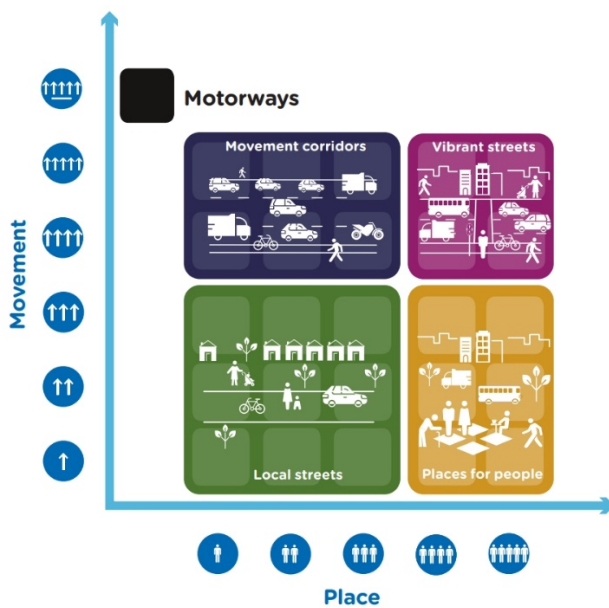 Motorways
Movement corridors
Vibrant streets
Movement
Local streets
Places for people
Place